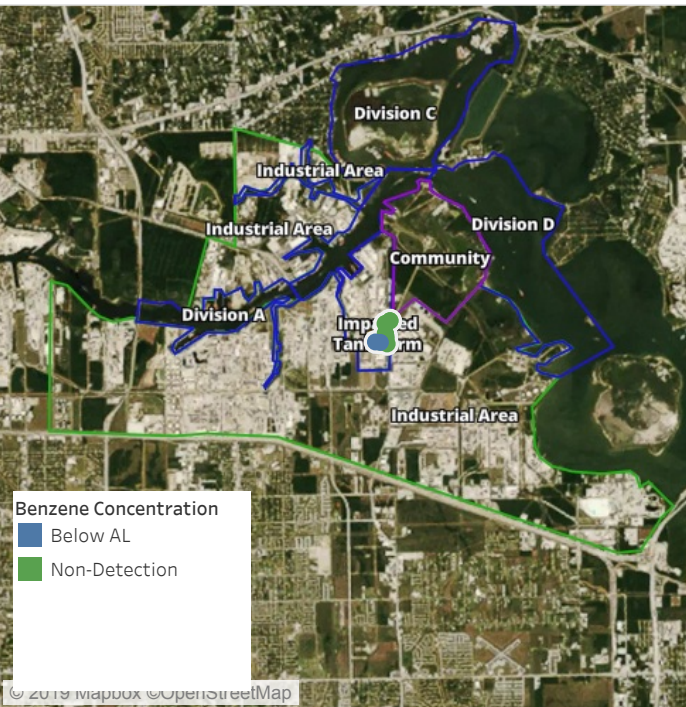 Division C
Industrial Area
Industrial Area
Division D
Community
Division A
Industrial Area
Benzene Concentration
Below AL
Non-Detection
© 2019 Mapbox ©OpenStreetMap